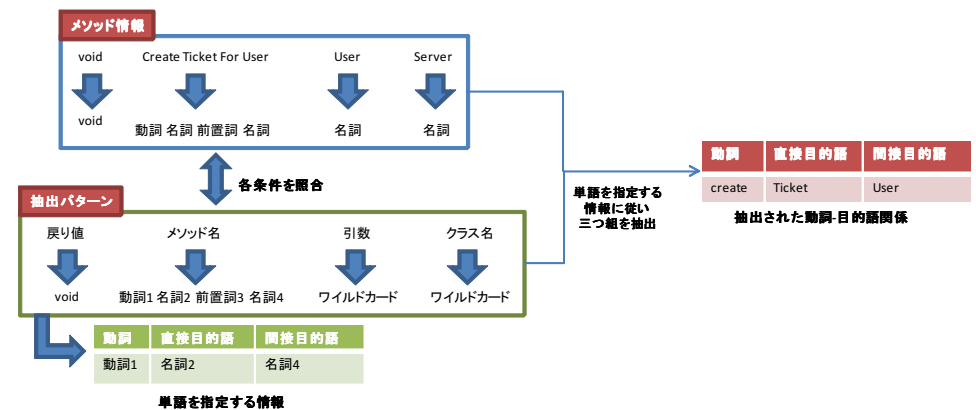 メソッド情報
void Create Ticket For User User Server
void 動詞 名詞 前置詞 名詞 名詞 名詞
各条件を照合
抽出パターン
戻り値 メソッド名 引数 クラス名
void 動詞1 名詞2 前置詞3 名詞4 ワイルドカード ワイルドカード
動詞 直接目的語 間接目的語
動詞1 名詞2 名詞4
単語を指定する情報
単語を指定する
情報に従い
三つ組を抽出
動詞 直接目的語 間接目的語
create Ticket User
抽出された動詞-目的語関係